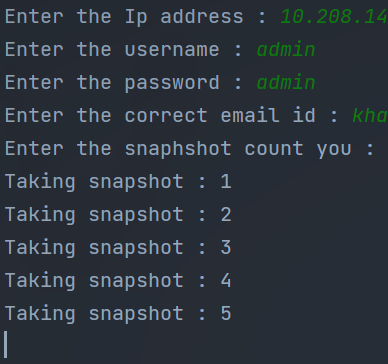 Enter the Ip address : 10.208.14
Enter the username : admin
Enter the password : admin
Enter the correct email id : kha
Enter the snaphshot count you :
Taking snapshot : 1
Taking snapshot : 2
Taking snapshot : 3
Taking snapshot : 4
Taking snapshot : 5